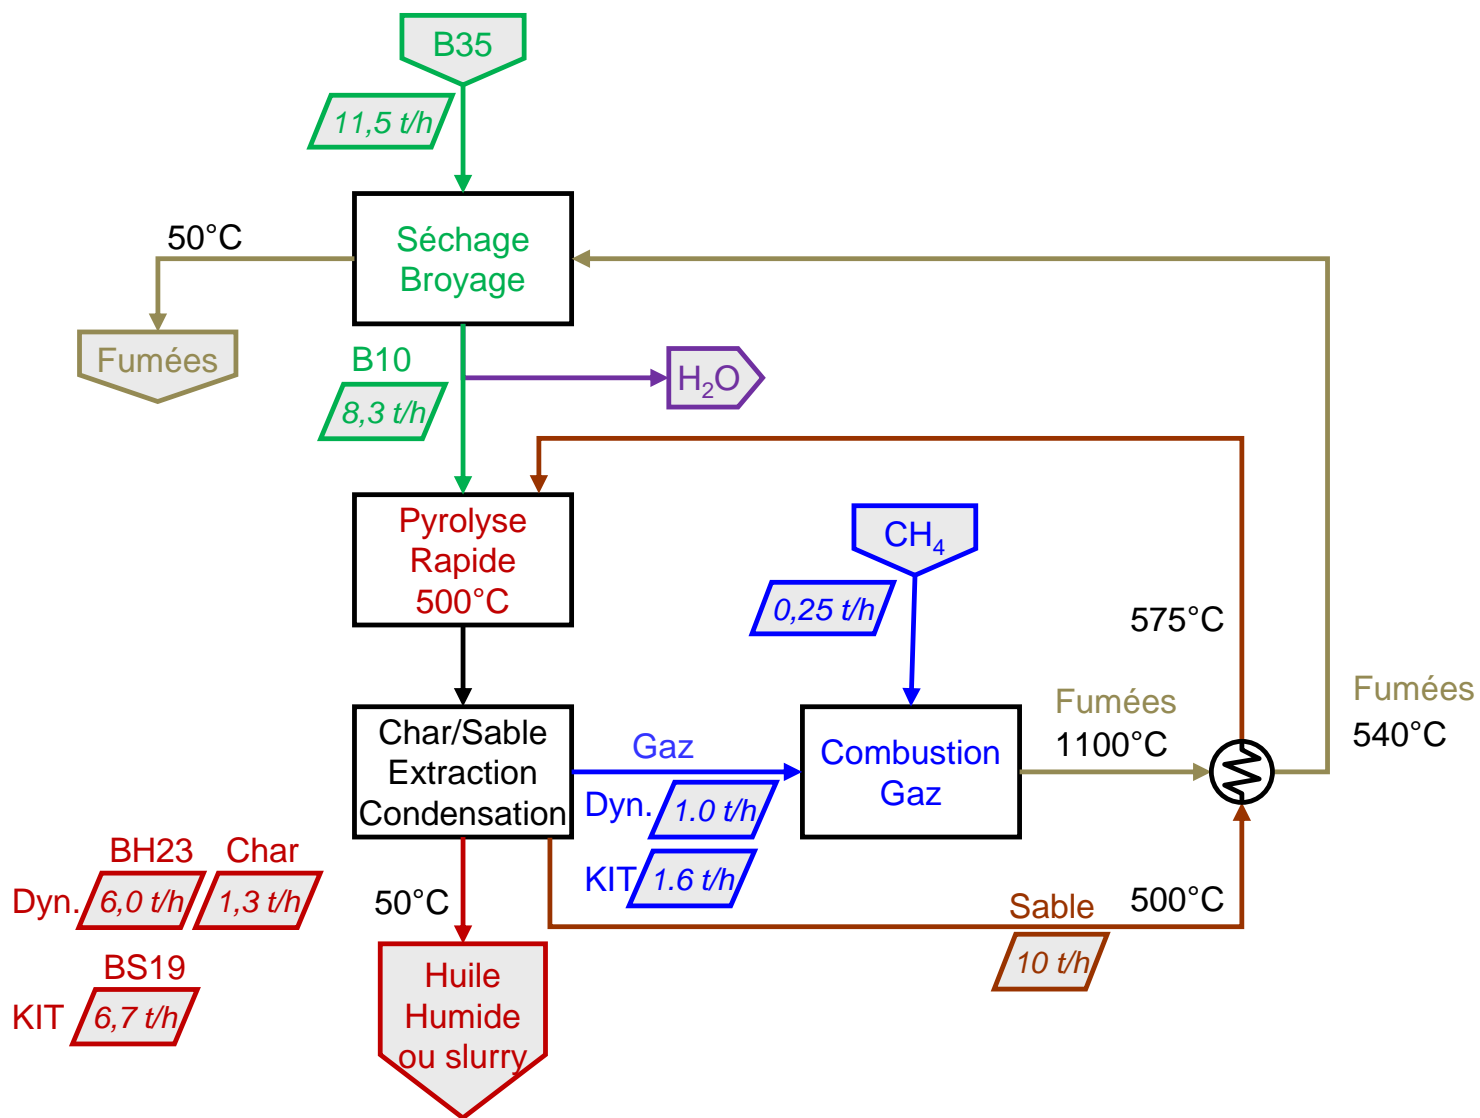 B35
11,5 t/h
50°C
Séchage
Broyage
Fumées
B10
8,3 t/h
H₂O
Pyrolyse
Rapide
500°C
CH₄
0,25 t/h
575°C
Fumées
1100°C
Fumées
540°C
Char/Sable
Extraction
Condensation
Gaz
Combustion
Gaz
Dyn.
1.0 t/h
KIT
1.6 t/h
BH23
Char
Dyn.
6,0 t/h
1,3 t/h
50°C
Sable
500°C
10 t/h
BS19
KIT
6,7 t/h
Huile
Humide
ou slurry